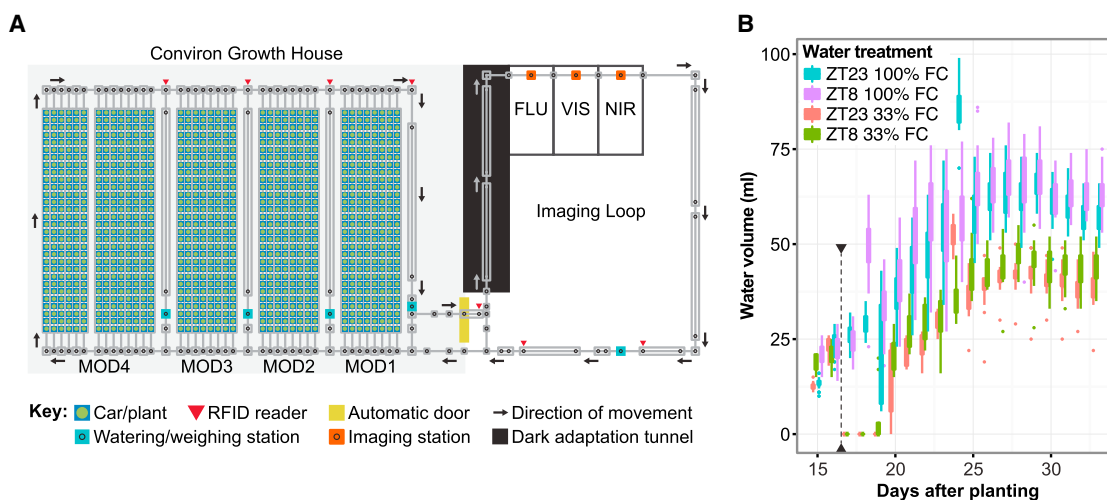 A
Conviron Growth House
FLU VIS NIR
Imaging Loop
MOD4 MOD3 MOD2 MOD1
Key: Car/plant RFID reader Automatic door Direction of movement
Watering/weighing station Imaging station Dark adaptation tunnel
B
Water treatment
ZT23 100% FC
ZT8 100% FC
ZT23 33% FC
ZT8 33% FC
Water volume (ml)
100
75
50
25
0
15 20 25 30
Days after planting